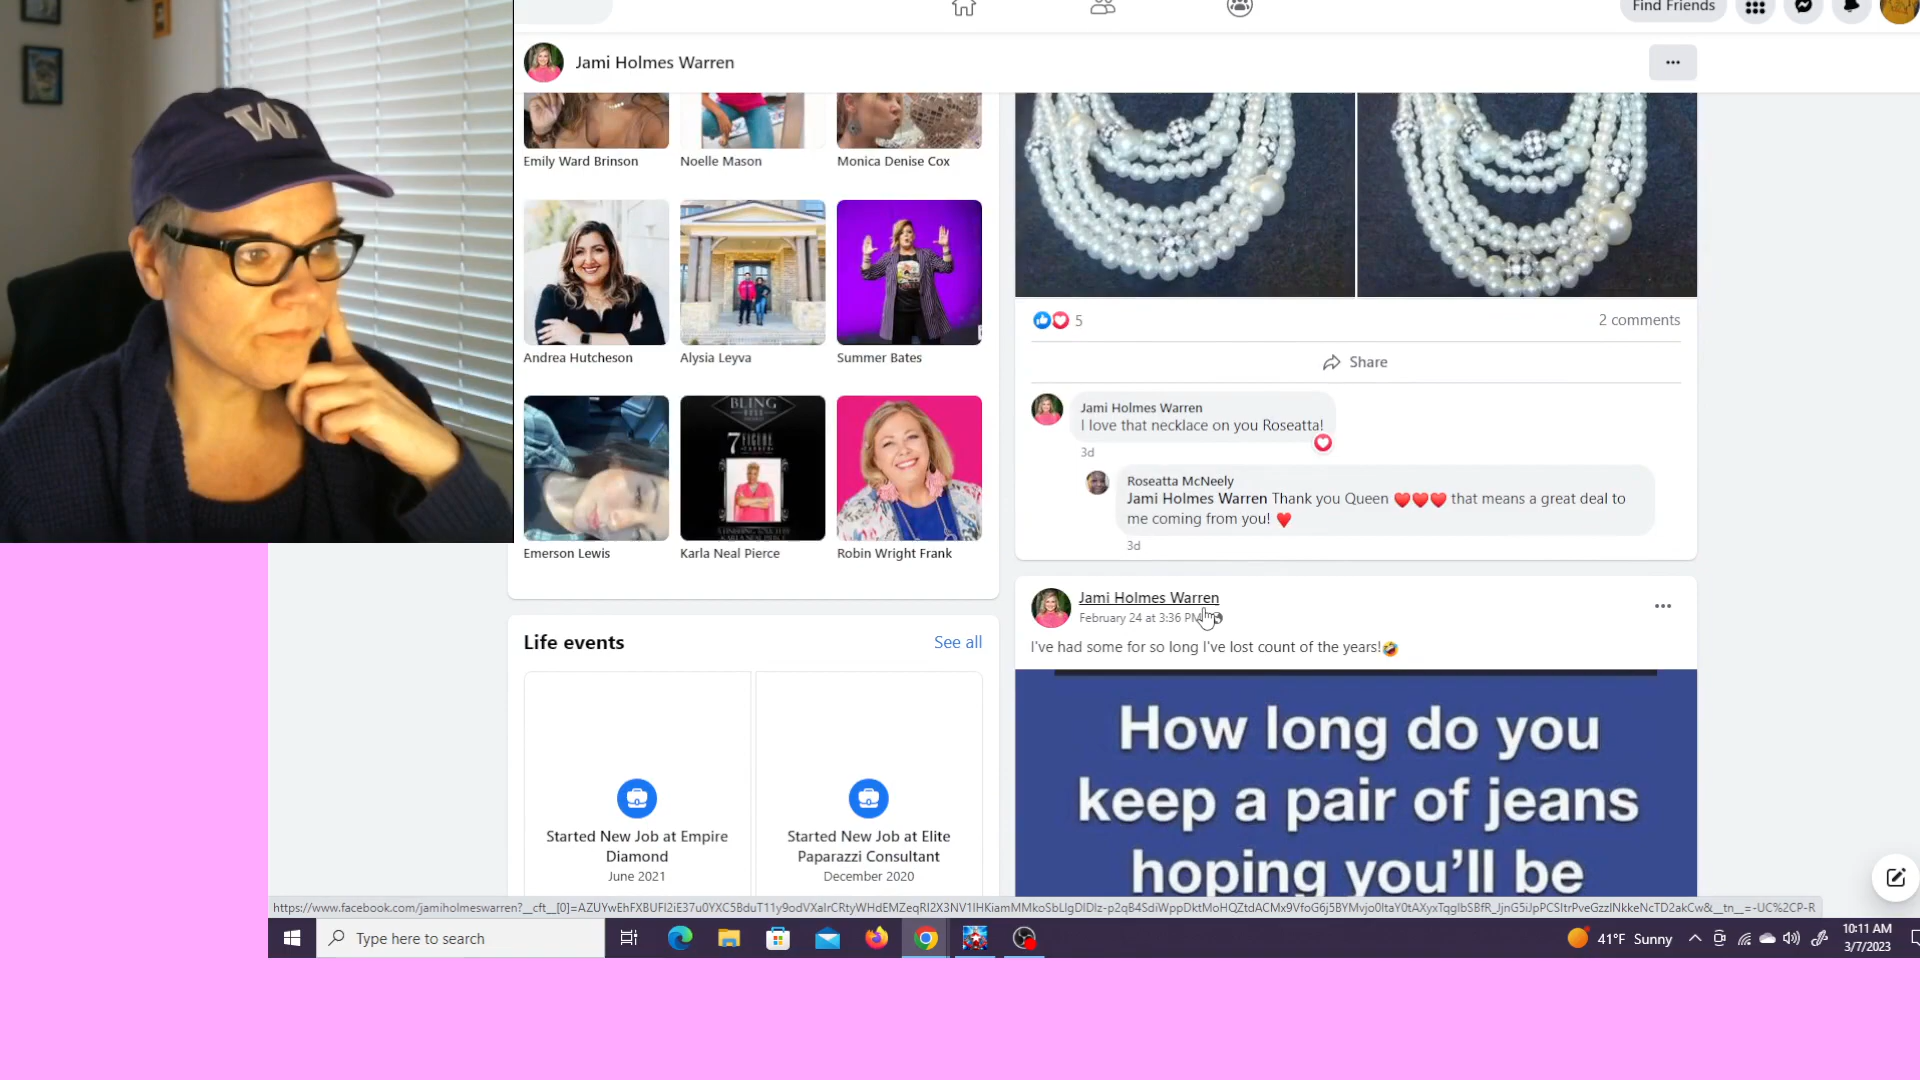 W
Find Friends
Jami Holmes Warren
Emily Ward Brinson
Noelle Mason
Monica Denise Cox
Andrea Hutcheson
Alysia Leyva
Summer Bates
BLING
7 FIGURE
Emerson Lewis
Karla Neal Pierce
Robin Wright Frank
Life events
See all
Started New Job at Empire
Diamond
June 2021
Started New Job at Elite
Paparazzi Consultant
December 2020
5
2 comments
Share
Jami Holmes Warren
I love that necklace on you Roseatta!
3d
Roseatta McNeely
Jami Holmes Warren Thank you Queen ❤❤❤ that means a great deal to
me coming from you! ❤
3d
Jami Holmes Warren
February 24 at 3:36 PM
I've had some for so long I've lost count of the years!🤣
How long do you
keep a pair of jeans
hoping you'll be
Type here to search
41°F Sunny
10:11 AM
3/7/2023